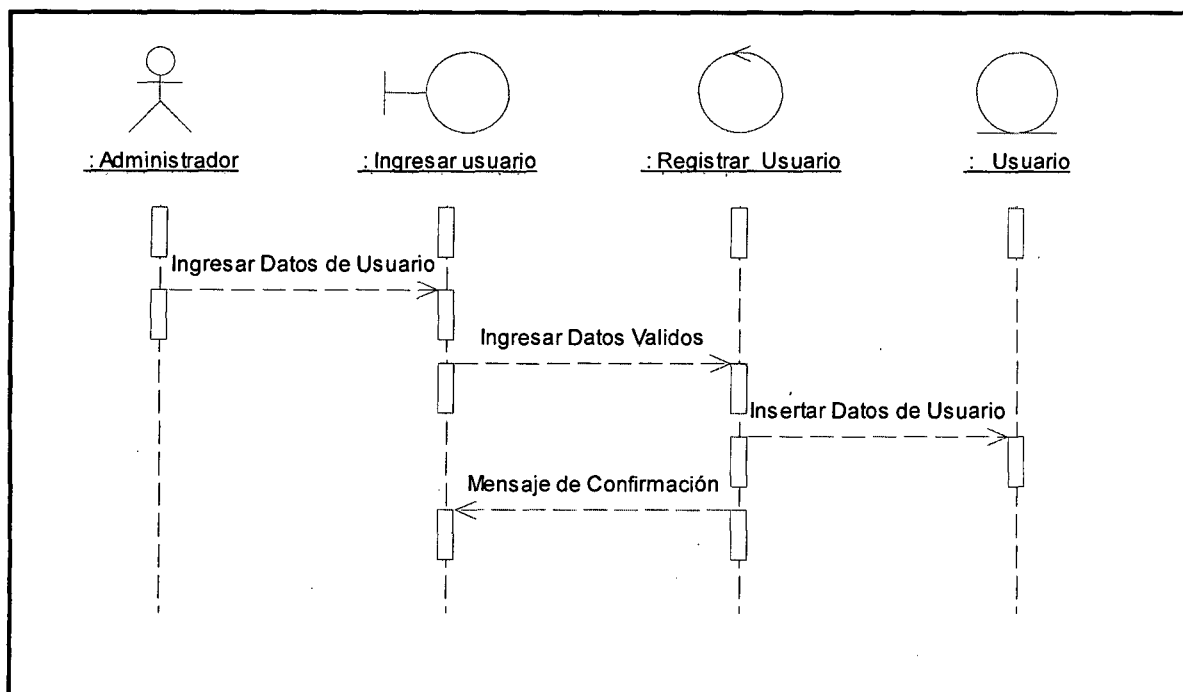 : Administrador
: Ingresar usuario
: Registrar Usuario
: Usuario
Ingresar Datos de Usuario
Ingresar Datos Validos
Insertar Datos de Usuario
Mensaje de Confirmación